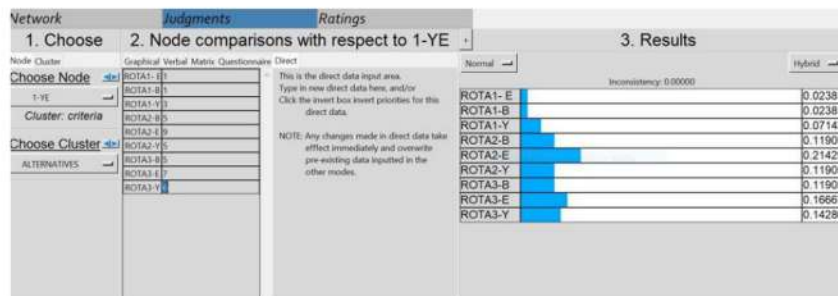 Network Judgments Ratings
1. Choose
Node Cluster
Choose Node
1-YE
Cluster: criteria
Choose Cluster
ALTERNATIVES
2. Node comparisons with respect to 1-YE
Graphical Verbal Matrix Questionnaire Direct
ROTA1- E 1
ROTA1-B 1
ROTA1-Y 3
ROTA2-B 5
ROTA2-E 9
ROTA2-Y 5
ROTA3-B 5
ROTA3-E 7
ROTA3-Y
This is the direct data input area.
Type in new direct data here, and/or
Click the invert box invert priorities for this
direct data.
NOTE: Any changes made in direct data take
effect immediately and overwrite
pre-existing data inputted in the
other modes.
3. Results
Normal Hybrid
Inconsistency: 0.00000
ROTA1- E 0.0238
ROTA1-B 0.0238
ROTA1-Y 0.0714
ROTA2-B 0.1190
ROTA2-E 0.2142
ROTA2-Y 0.1190
ROTA3-B 0.1190
ROTA3-E 0.1666
ROTA3-Y 0.1428